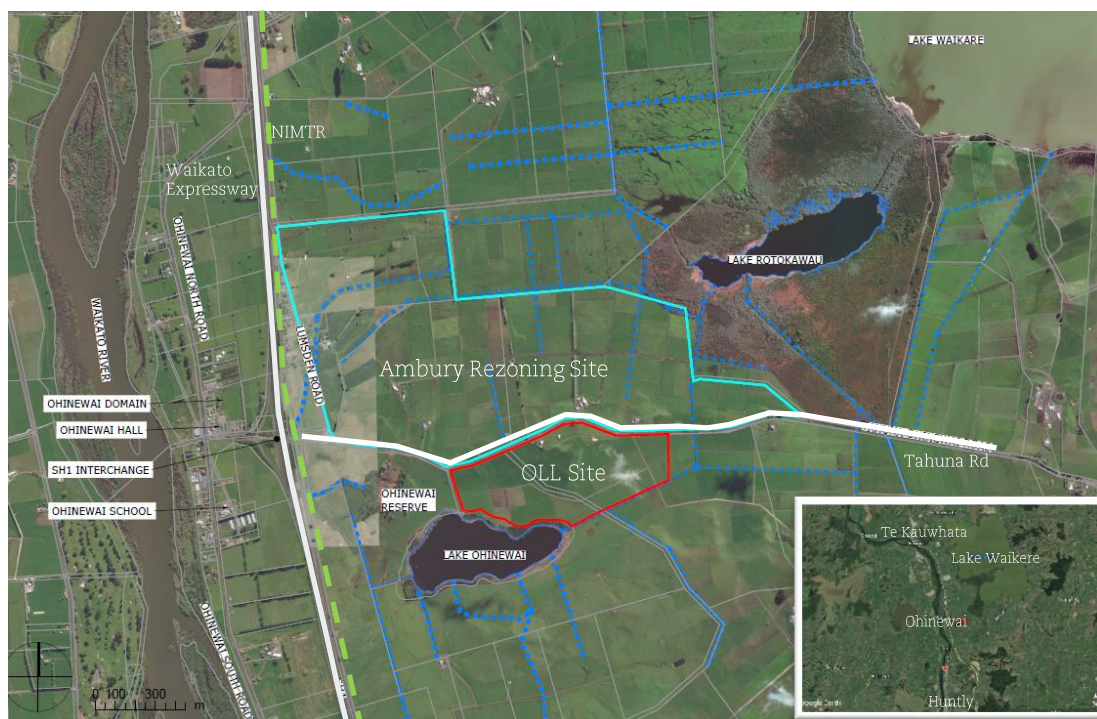 LAKE WAIKARE
NIMTR
Waikato
Expressway
OHINEWAI NORTH ROAD
LAKE ROTOKAWAU
WAIKATO RIVER
LUMSDEN ROAD
Ambury Rezoning Site
OHINEWAI DOMAIN
OHINEWAI HALL
SH1 INTERCHANGE
OHINEWAI SCHOOL
Tahuna Rd
OLL Site
OHINEWAI
RESERVE
LAKE OHINEWAI
OHINEWAI SOUTH ROAD
0 100 300
m
Te Kauwhata
Lake Waikere
Ohinewai
Huntly